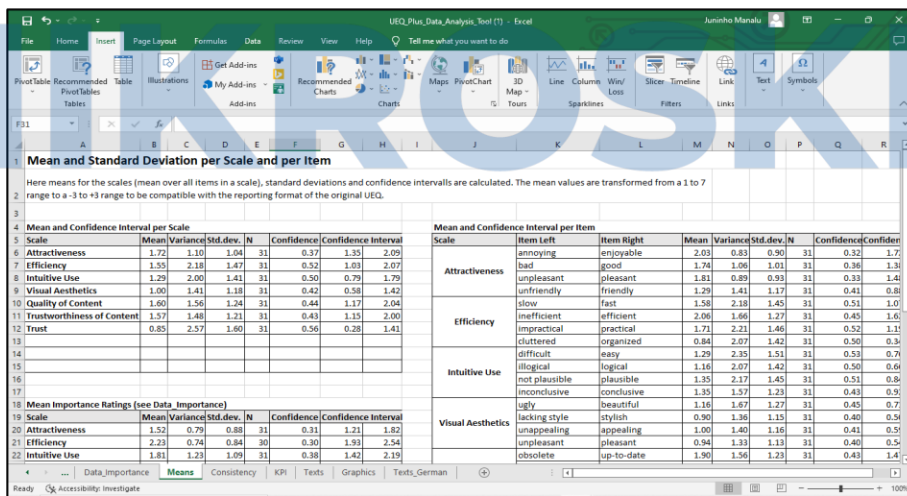 UEQ_Plus_Data_Analysis_Tool (1) - Excel Juninho Manalu
File Home Insert Page Layout Formulas Data Review View Help Tell me what you want to do
PivotTable Recommended PivotTables Table Illustrations Get Add-ins My Add-ins Recommended Charts Maps PivotChart 3D Map Line Column Win/Loss Slicer Timeline Link Text Symbols
Tables Add-ins Charts Tours Sparklines Filters Links
F31 fx
A B C D E F G H I J K L M N O P Q R
1 Mean and Standard Deviation per Scale and per Item
Here means for the scales (mean over all items in a scale), standard deviations and confidence intervalls are calculated. The mean values are transformed from a 1 to 7
2 range to a -3 to +3 range to be compatible with the reporting format of the original UEQ.
3
4 Mean and Confidence Interval per Scale Mean and Confidence Interval per Item
5 Scale Mean Variance Std.dev. N Confidence Confidence Interval Scale Item Left Item Right Mean Variance Std.dev. N Confidence Confiden
6 Attractiveness 1.72 1.10 1.04 31 0.37 1.35 2.09 Attractiveness annoying enjoyable 2.03 0.83 0.90 31 0.32
7 Efficiency 1.55 2.18 1.47 31 0.52 1.03 2.07 bad good 1.74 1.06 1.01 31 0.36
8 Intuitive Use 1.29 2.00 1.41 31 0.50 0.79 1.79 unpleasant pleasant 1.81 0.89 0.93 31 0.33
9 Visual Aesthetics 1.00 1.41 1.18 31 0.42 0.58 1.42 unfriendly friendly 1.29 1.41 1.17 31 0.41
10 Quality of Content 1.60 1.56 1.24 31 0.44 1.17 2.04 Efficiency slow fast 1.58 2.18 1.45 31 0.51
11 Trustworthiness of Content 1.57 1.48 1.21 31 0.43 1.15 2.00 inefficient efficient 2.06 1.66 1.27 31 0.45
12 Trust 0.85 2.57 1.60 31 0.56 0.28 1.41 impractical practical 1.71 2.21 1.46 31 0.52
13 cluttered organized 0.84 2.07 1.42 31 0.50
14 Intuitive Use difficult easy 1.29 2.35 1.51 31 0.53
15 illogical logical 1.16 2.07 1.42 31 0.50
16 not plausible plausible 1.35 2.17 1.45 31 0.51
17 inconclusive conclusive 1.35 1.57 1.23 31 0.43
18 Mean Importance Ratings (see Data_Importance) Visual Aesthetics ugly beautiful 1.16 1.67 1.27 31 0.45
19 Scale Mean Variance Std.dev. N Confidence Confidence Interval lacking style stylish 0.90 1.36 1.15 31 0.40
20 Attractiveness 1.52 0.79 0.88 31 0.31 1.21 1.82 unappealing appealing 1.00 1.40 1.16 31 0.41
21 Efficiency 2.23 0.74 0.84 30 0.30 1.93 2.54 unpleasant pleasant 0.94 1.33 1.13 31 0.40
22 Intuitive Use 1.81 1.23 1.09 31 0.38 1.42 2.19 obsolete up-to-date 1.90 1.56 1.23 31 0.43
... Data_Importance Means Consistency KPI Texts Graphics Texts_German
Ready Accessibility: Investigate 100%